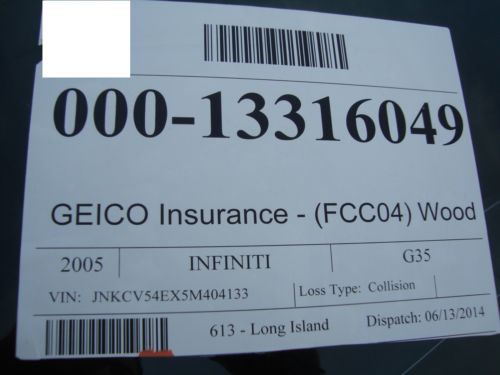 000-13316049
GEICO Insurance - (FCC04) Wood
2005 INFINITI G35
VIN: JNKCV54EX5M404133 Loss Type: Collision
613 - Long Island Dispatch: 06/13/2014